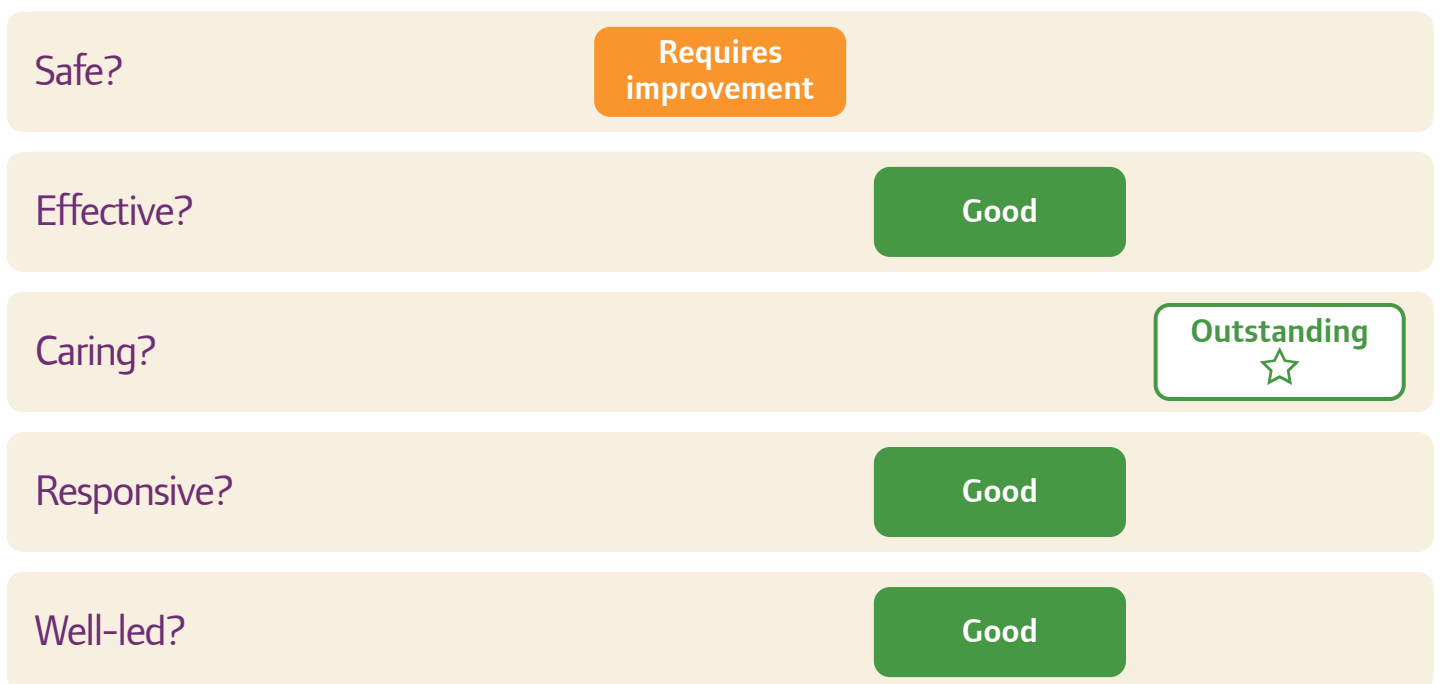 Safe?
Requires
improvement
Effective?
Good
Caring?
Outstanding
Responsive?
Good
Well-led?
Good